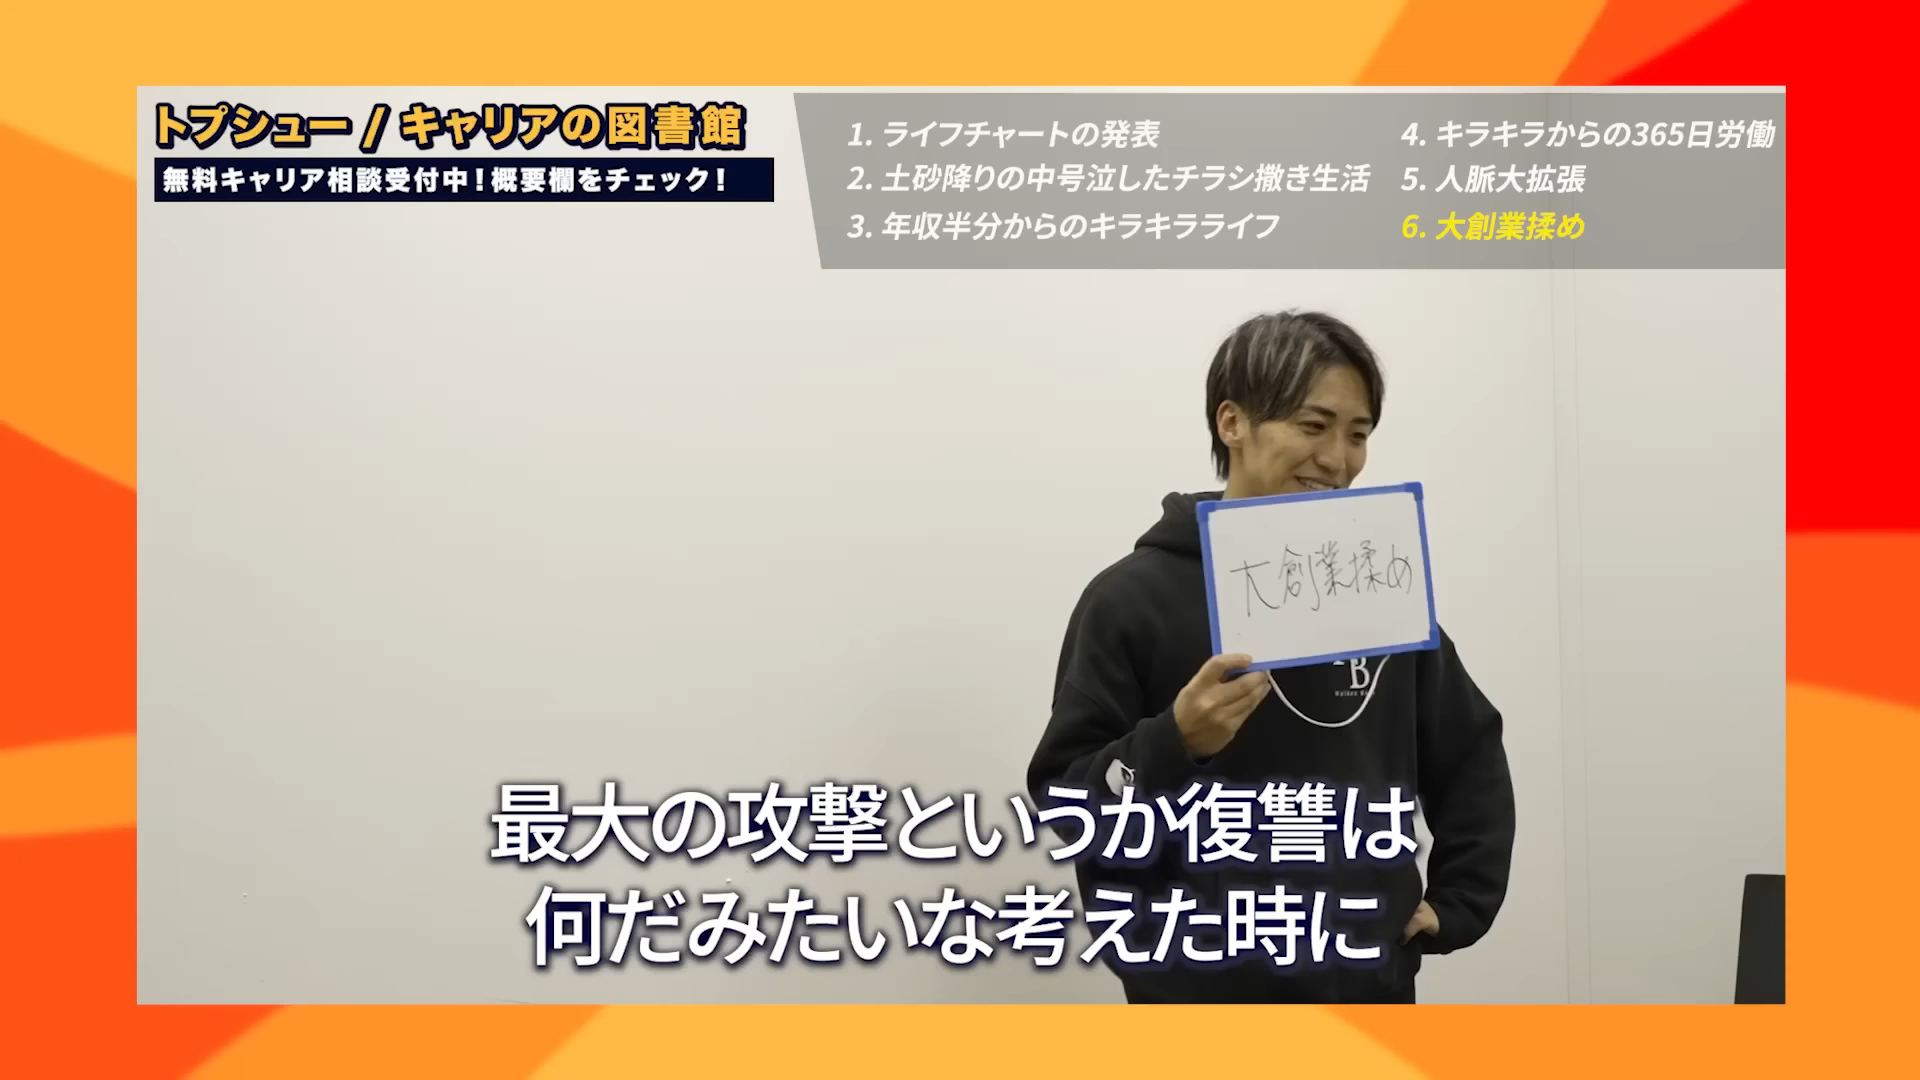 トプシュー / キャリアの図書館
無料キャリア相談受付中！概要欄をチェック！
1. ライフチャートの発表
2. 土砂降りの中号泣したチラシ撒き生活
3. 年収半分からのキラキラライフ
4. キラキラからの365日労働
5. 人脈大拡張
6. 大創業揉め
大創業揉め
B
最大の攻撃というか復讐は
何だみたいな考えた時に